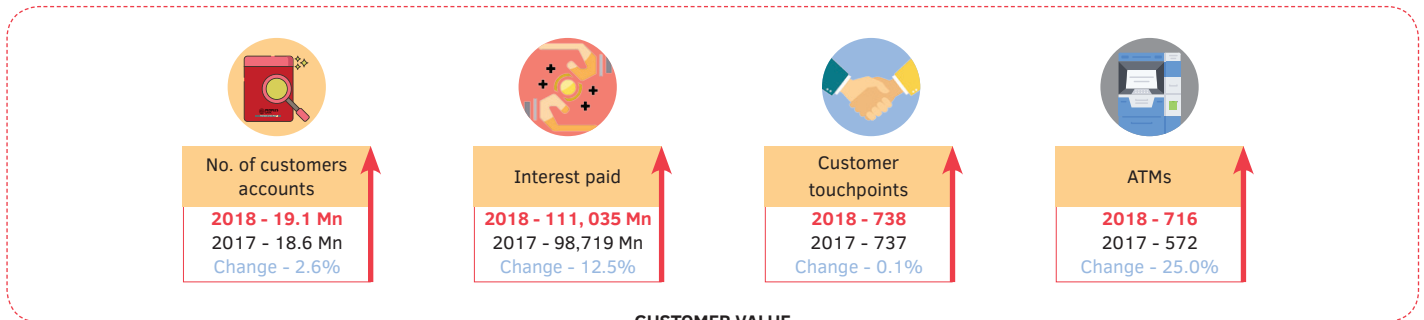 No. of customers
accounts
2018 - 19.1 Mn
2017 - 18.6 Mn
Change - 2.6%
Interest paid
2018 - 111, 035 Mn
2017 - 98,719 Mn
Change - 12.5%
Customer
touchpoints
2018 - 738
2017 - 737
Change - 0.1%
ATMs
2018 - 716
2017 - 572
Change - 25.0%
CUSTOMER VALUE